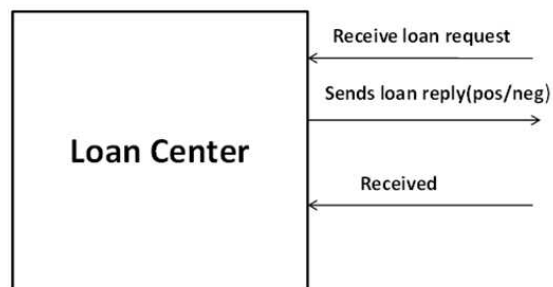 Receive loan request
Sends loan reply(pos/neg)
Loan Center
Received